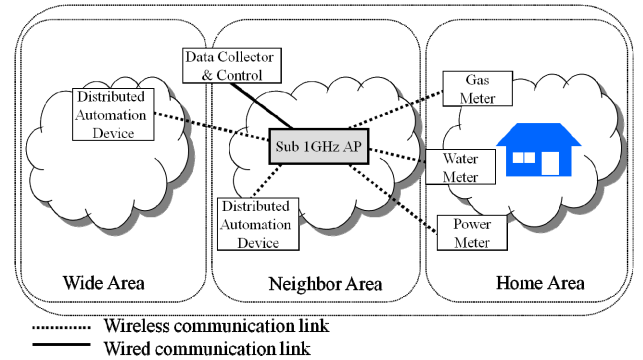 Data Collector
& Control
Gas
Meter
Distributed
Automation
Device
Sub 1GHz AP
Water
Meter
Distributed
Automation
Device
Power
Meter
Wide Area
Neighbor Area
Home Area
Wireless communication link
Wired communication link